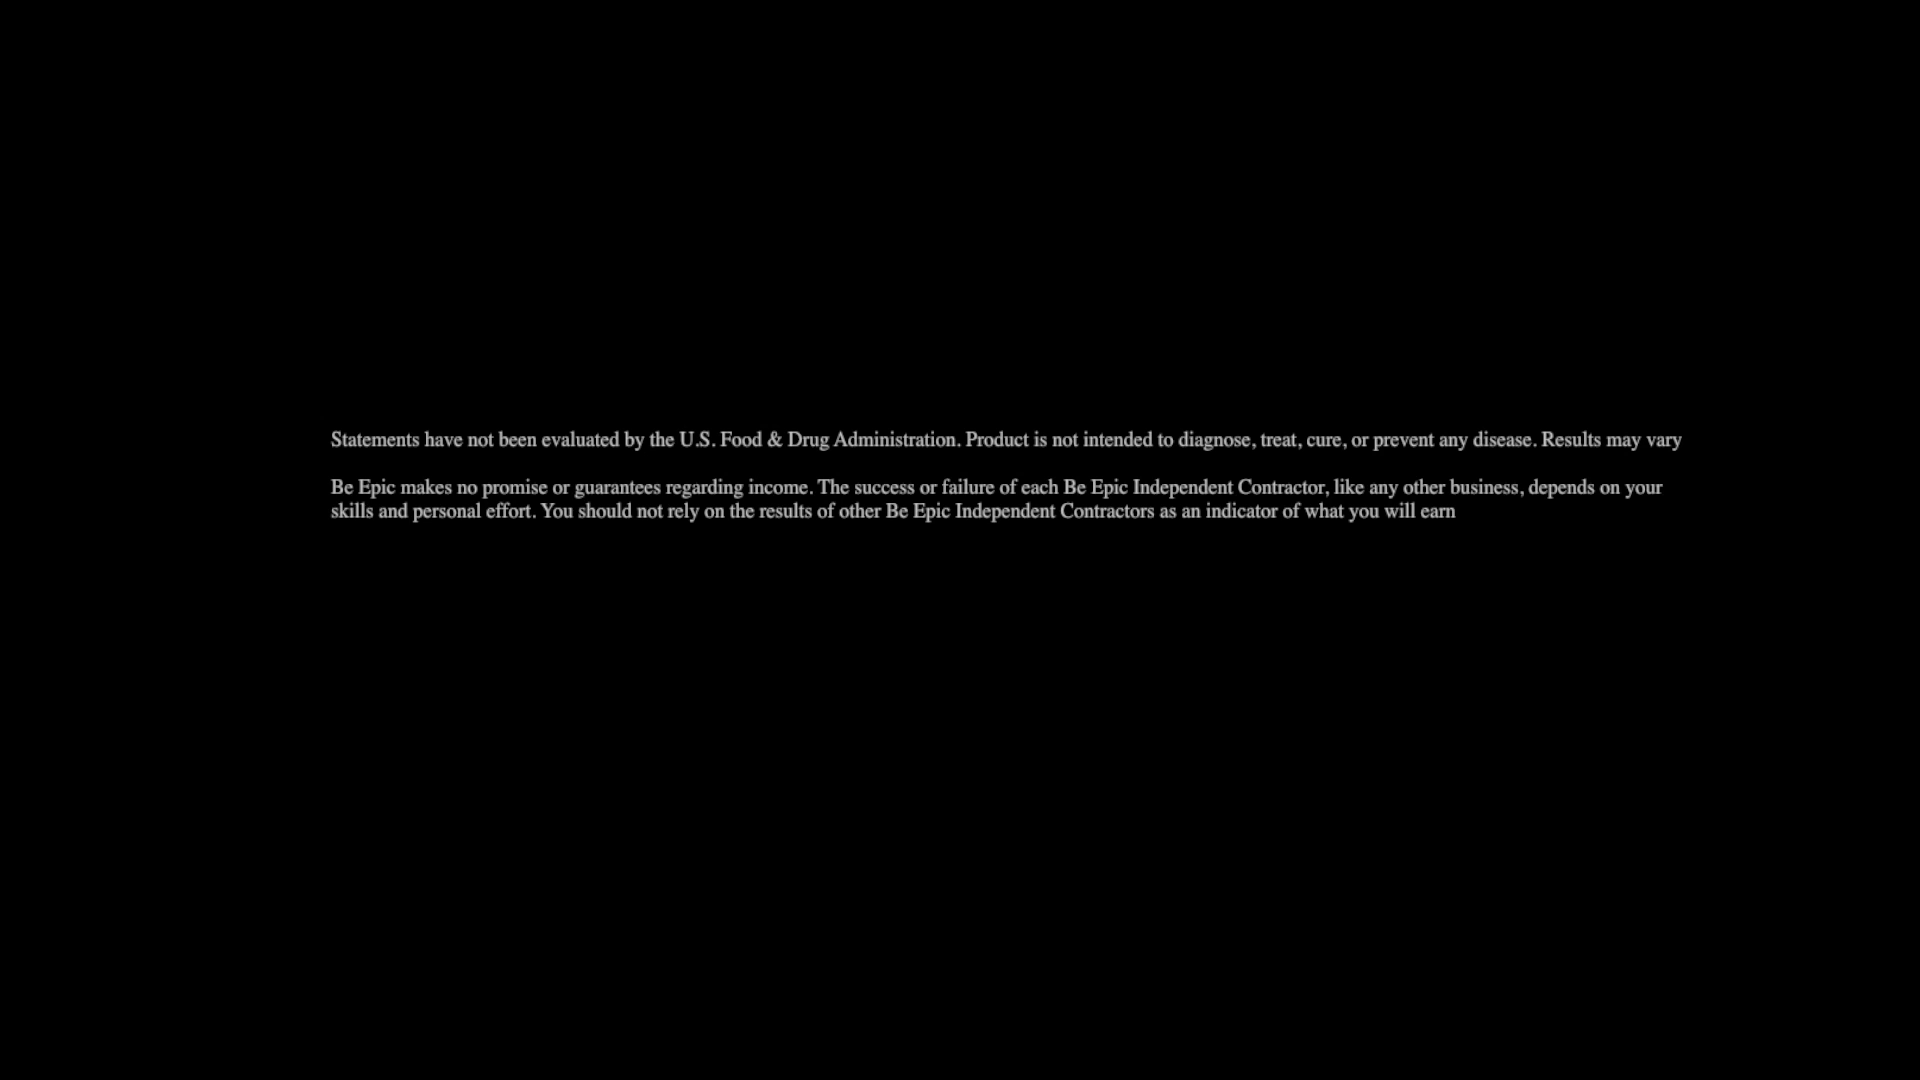 Statements have not been evaluated by the U.S. Food & Drug Administration. Product is not intended to diagnose, treat, cure, or prevent any disease. Results may vary
Be Epic makes no promise or guarantees regarding income. The success or failure of each Be Epic Independent Contractor, like any other business, depends on your
skills and personal effort. You should not rely on the results of other Be Epic Independent Contractors as an indicator of what you will earn